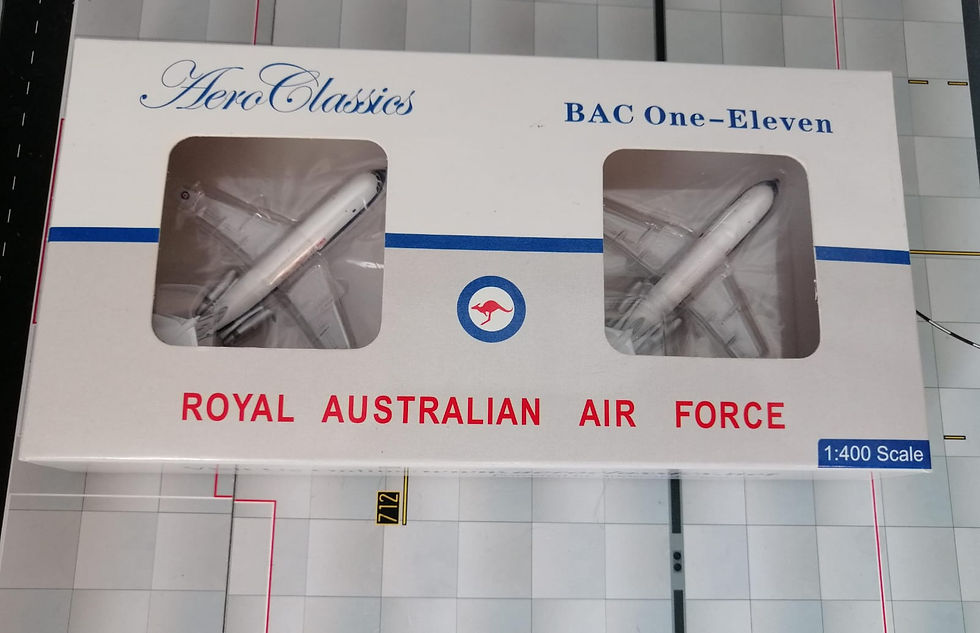 AeroClassics
BAC One-Eleven
ROYAL AUSTRALIAN AIR FORCE
1:400 Scale
712